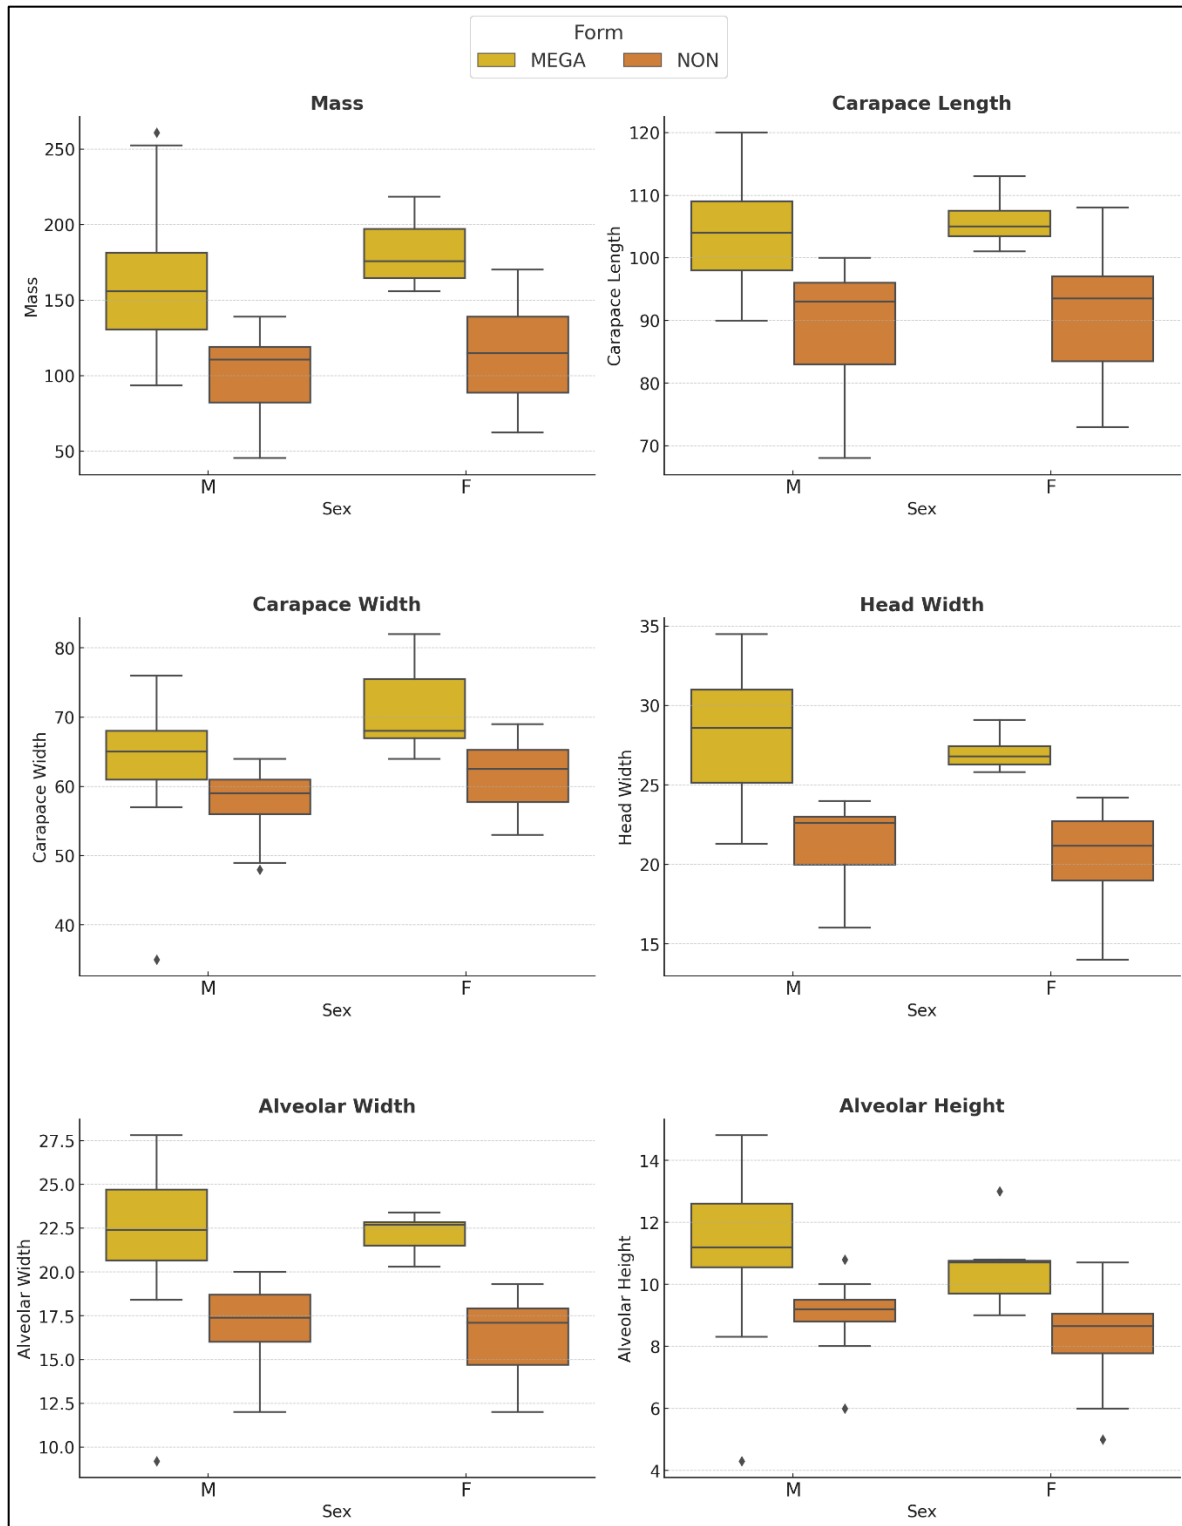 Form
MEGA NON
Mass
250
200
150
100
50
Mass
M F
Sex
Carapace Length
120
110
100
90
80
70
Carapace Length
M F
Sex
Carapace Width
80
70
60
50
40
Carapace Width
M F
Sex
Head Width
35
30
25
20
15
Head Width
M F
Sex
Alveolar Width
27.5
25.0
22.5
20.0
17.5
15.0
12.5
10.0
Alveolar Width
M F
Sex
Alveolar Height
14
12
10
8
6
4
Alveolar Height
M F
Sex